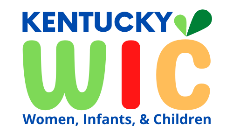 KENTUCKY
WIC
Women, Infants, & Children